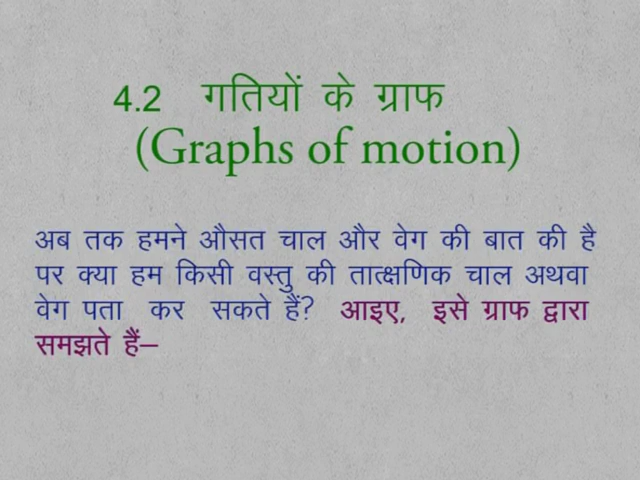 4.2 गतियों के ग्राफ
(Graphs of motion)
अब तक हमने औसत चाल और वेग की बात की है
पर क्या हम किसी वस्तु की तात्क्षणिक चाल अथवा
वेग पता कर सकते हैं? आइए, इसे ग्राफ द्वारा
समझते हैं–